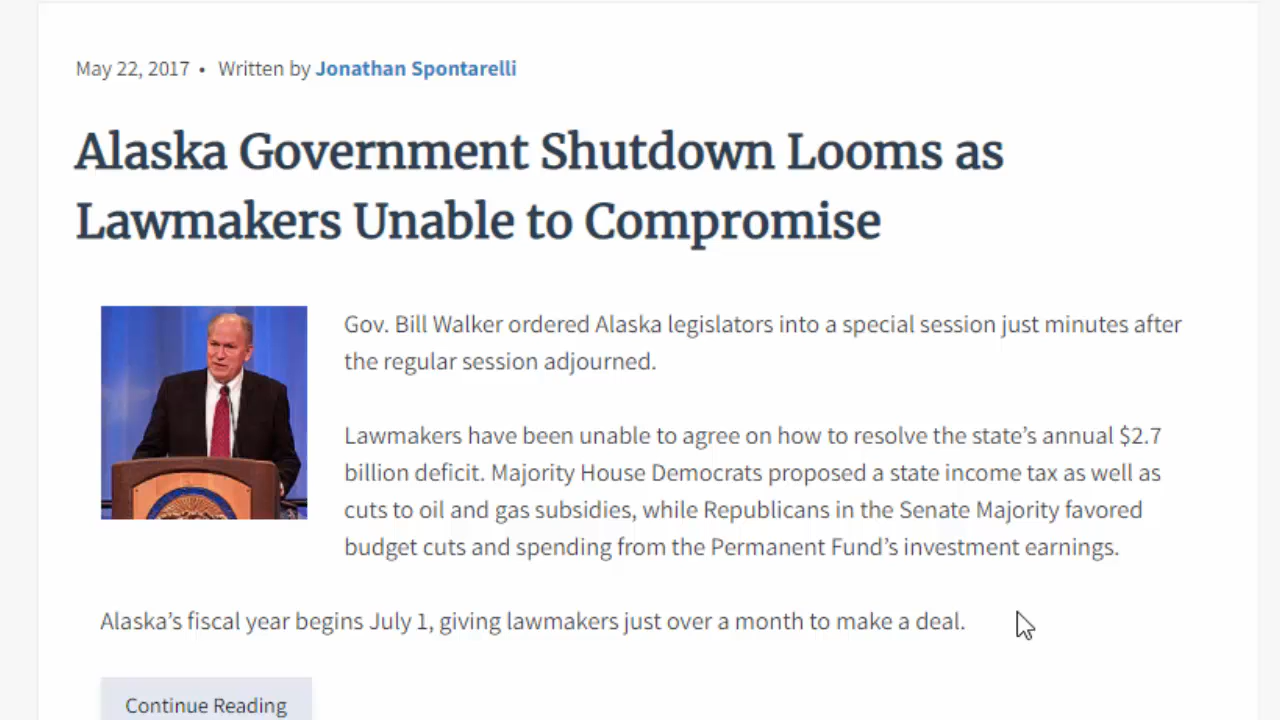 May 22, 2017 • Written by Jonathan Spontarelli
Alaska Government Shutdown Looms as
Lawmakers Unable to Compromise
Gov. Bill Walker ordered Alaska legislators into a special session just minutes after
the regular session adjourned.
Lawmakers have been unable to agree on how to resolve the state’s annual $2.7
billion deficit. Majority House Democrats proposed a state income tax as well as
cuts to oil and gas subsidies, while Republicans in the Senate Majority favored
budget cuts and spending from the Permanent Fund’s investment earnings.
Alaska’s fiscal year begins July 1, giving lawmakers just over a month to make a deal.
Continue Reading